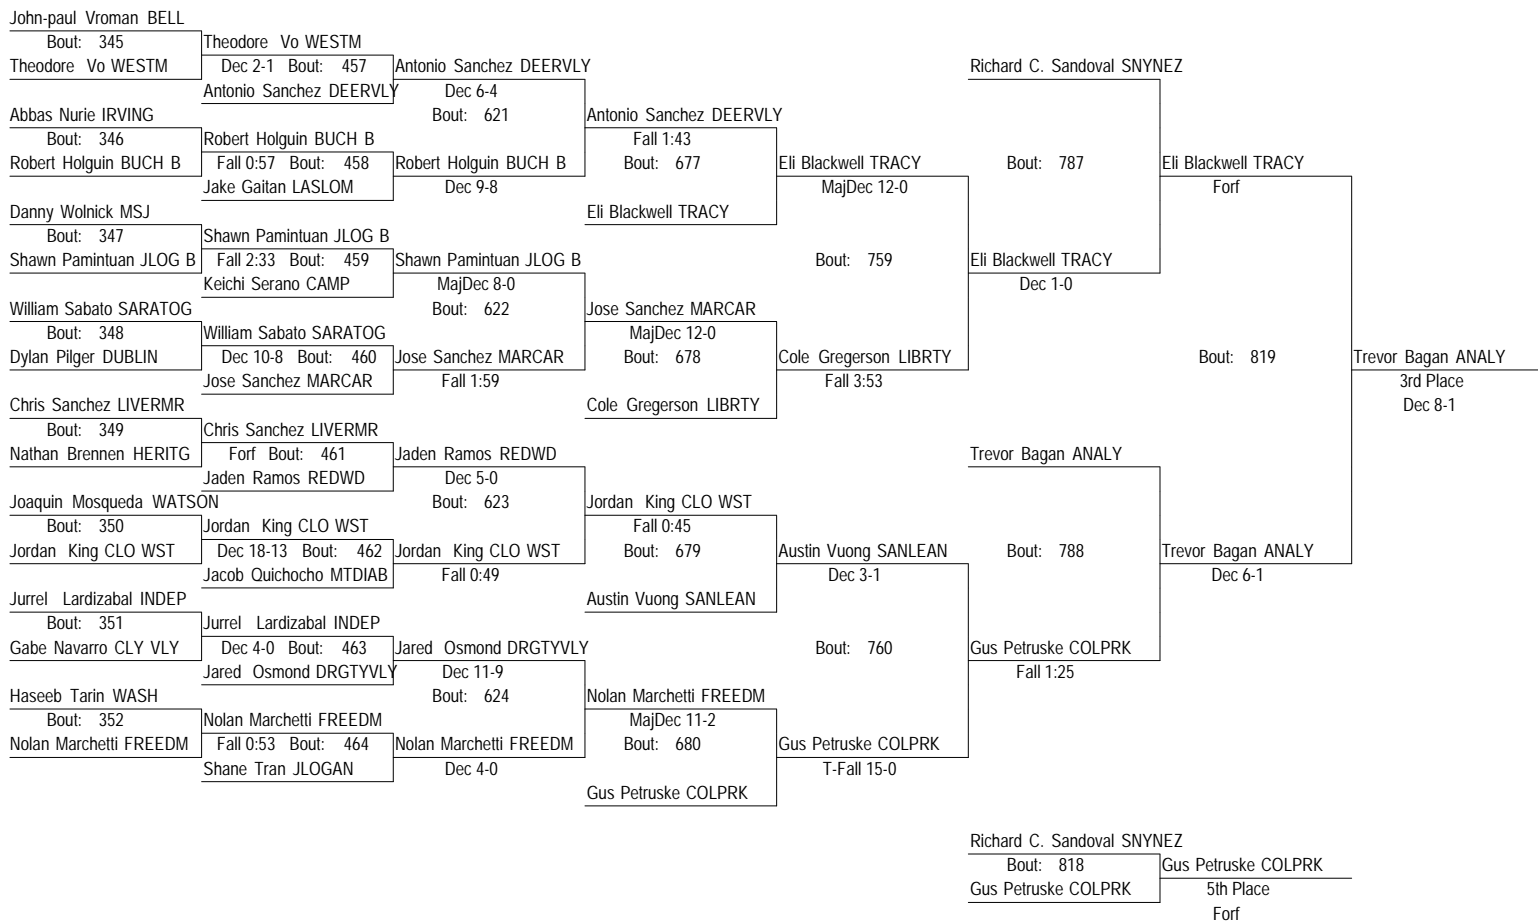 John-paul Vroman BELL
Bout: 345 Theodore Vo WESTM
Theodore Vo WESTM Dec 2-1 Bout: 457 Antonio Sanchez DEERVLY Richard C. Sandoval SNYNEZ
Antonio Sanchez DEERVLY Dec 6-4
Abbas Nurie IRVING Bout: 621 Antonio Sanchez DEERVLY
Bout: 346 Robert Holguin BUCH B Fall 1:43
Robert Holguin BUCH B Fall 0:57 Bout: 458 Robert Holguin BUCH B Bout: 677 Eli Blackwell TRACY Bout: 787 Eli Blackwell TRACY
Jake Gaitan LASLOM Dec 9-8 MajDec 12-0 Forf
Danny Wolnick MSJ Eli Blackwell TRACY
Bout: 347 Shawn Pamintuan JLOG B
Shawn Pamintuan JLOG B Fall 2:33 Bout: 459 Shawn Pamintuan JLOG B Bout: 759 Eli Blackwell TRACY
Keichi Serano CAMP MajDec 8-0 Dec 1-0
William Sabato SARATOG Bout: 622 Jose Sanchez MARCAR
Bout: 348 William Sabato SARATOG MajDec 12-0
Dylan Pilger DUBLIN Dec 10-8 Bout: 460 Jose Sanchez MARCAR Bout: 678 Cole Gregerson LIBRTY Bout: 819 Trevor Bagan ANALY
Jose Sanchez MARCAR Fall 1:59 Fall 3:53 3rd Place
Chris Sanchez LIVERMR Cole Gregerson LIBRTY Dec 8-1
Bout: 349 Chris Sanchez LIVERMR
Nathan Brennen HERITG Forf Bout: 461 Jaden Ramos REDWD Trevor Bagan ANALY
Jaden Ramos REDWD Dec 5-0
Joaquin Mosqueda WATSON Bout: 623 Jordan King CLO WST
Bout: 350 Jordan King CLO WST Fall 0:45
Jordan King CLO WST Dec 18-13 Bout: 462 Jordan King CLO WST Bout: 679 Austin Vuong SANLEAN Bout: 788 Trevor Bagan ANALY
Jacob Quichocho MTDIAB Fall 0:49 Dec 3-1 Dec 6-1
Jurrel Lardizabal INDEP Austin Vuong SANLEAN
Bout: 351 Jurrel Lardizabal INDEP
Gabe Navarro CLY VLY Dec 4-0 Bout: 463 Jared Osmond DRGTYVLY Bout: 760 Gus Petruske COLPRK
Jared Osmond DRGTYVLY Dec 11-9 Fall 1:25
Haseeb Tarin WASH Bout: 624 Nolan Marchetti FREEDM
Bout: 352 Nolan Marchetti FREEDM MajDec 11-2
Nolan Marchetti FREEDM Fall 0:53 Bout: 464 Nolan Marchetti FREEDM Bout: 680 Gus Petruske COLPRK
Shane Tran JLOGAN Dec 4-0 T-Fall 15-0
Gus Petruske COLPRK
Richard C. Sandoval SNYNEZ
Bout: 818 Gus Petruske COLPRK
Gus Petruske COLPRK 5th Place
Forf